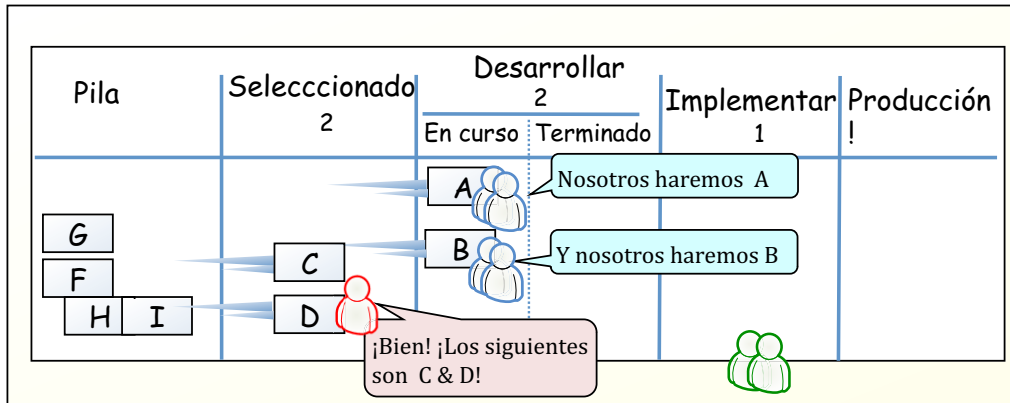 Pila
Selecccionado
2
Desarrollar
2
En curso
Terminado
Implementar
1
Producción
!
A
Nosotros haremos A
B
Y nosotros haremos B
G
F
H
I
C
D
¡Bien! ¡Los siguientes
son C & D!